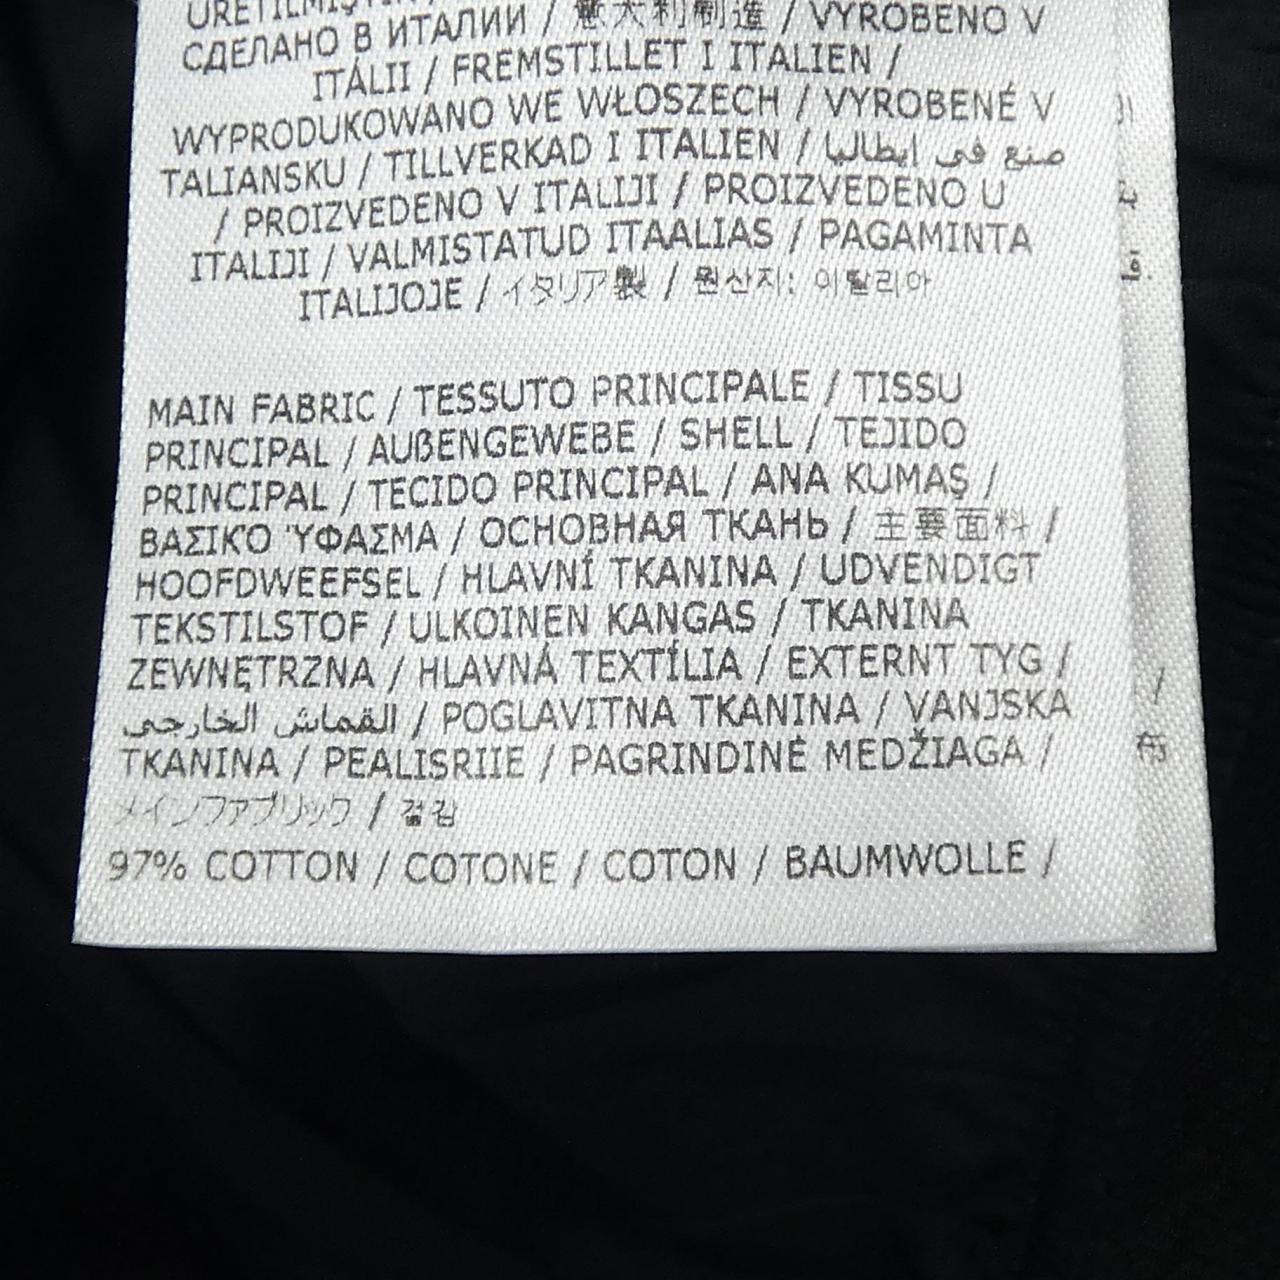 ÜRETİLMİŞTİR /
СДЕЛАНО В ИТАЛИИ / 意大利制造 / VYROBENO V
ITÁLII / FREMSTILLET I ITALIEN /
WYPRODUKOWANO WE WŁOSZECH / VYROBENÉ V
TALIANSKU / TILLVERKAD I ITALIEN / صنع في ايطاليا
/ PROIZVEDENO V ITALIJI / PROIZVEDENO U
ITALIJI / VALMISTATUD ITAALIAS / PAGAMINTA
ITALIJOJE / イタリア製 / 원산지: 이탈리아
MAIN FABRIC / TESSUTO PRINCIPALE / TISSU
PRINCIPAL / AUßENGEWEBE / SHELL / TEJIDO
PRINCIPAL / TECIDO PRINCIPAL / ANA KUMAŞ /
ΒΑΣΙΚΌ ΎΦΑΣΜΑ / ОСНОВНАЯ ТКАНЬ / 主要面料 /
HOOFDWEEFSEL / HLAVNÍ TKANINA / UDVENDIGT
TEKSTILSTOF / ULKOINEN KANGAS / TKANINA
ZEWNĘTRZNA / HLAVNÁ TEXTÍLIA / EXTERNT TYG /
القماش الخارجي / POGLAVITNA TKANINA / VANJSKA
TKANINA / PEALISRIIE / PAGRINDINĖ MEDŽIAGA /
メインファブリック / 겉감
97% COTTON / COTONE / COTON / BAUMWOLLE /
/
布